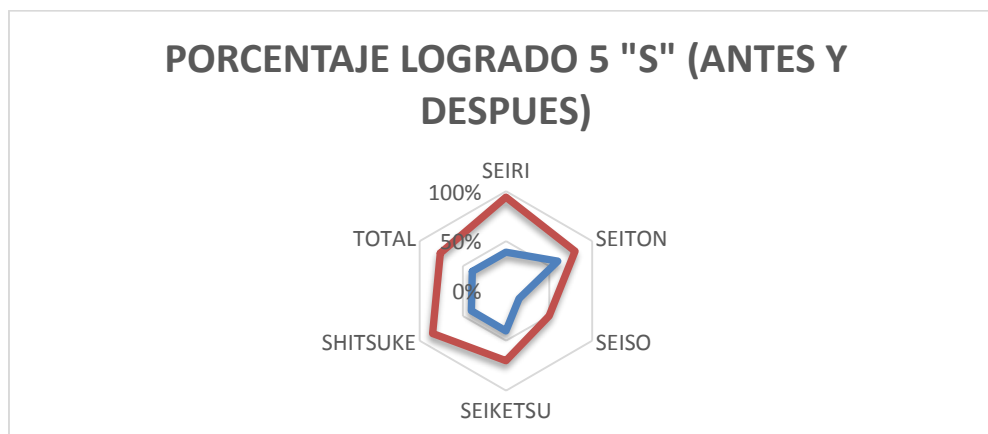 PORCENTAJE LOGRADO 5 "S" (ANTES Y
DESPUES)
SEIRI
100%
TOTAL
50%
SEITON
0%
SHITSUKE
SEISO
SEIKETSU